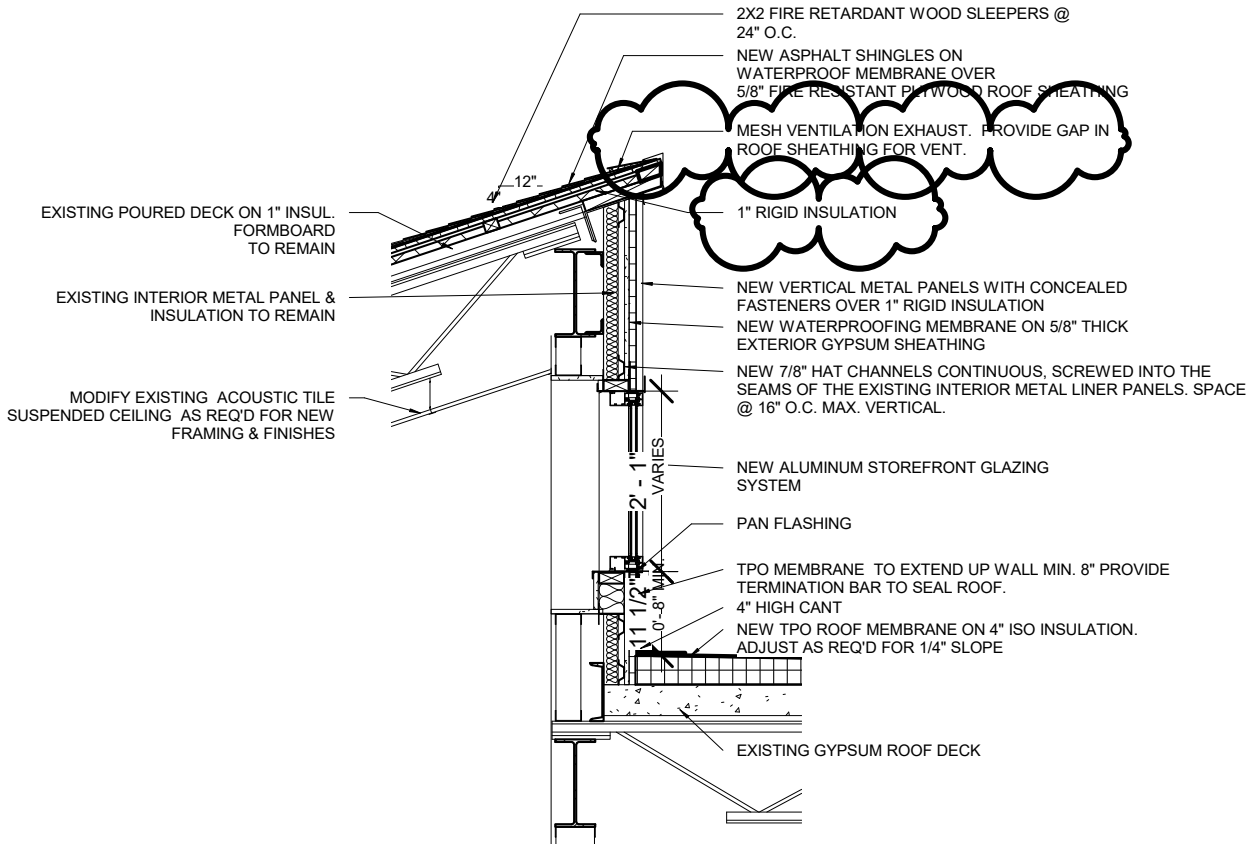 2X2 FIRE RETARDANT WOOD SLEEPERS @
24" O.C.
NEW ASPHALT SHINGLES ON
WATERPROOF MEMBRANE OVER
5/8" FIRE RESISTANT PLYWOOD ROOF SHEATHING
MESH VENTILATION EXHAUST. PROVIDE GAP IN
ROOF SHEATHING FOR VENT.
12"
4"
1" RIGID INSULATION
EXISTING POURED DECK ON 1" INSUL.
FORMBOARD
TO REMAIN
EXISTING INTERIOR METAL PANEL &
INSULATION TO REMAIN
NEW VERTICAL METAL PANELS WITH CONCEALED
FASTENERS OVER 1" RIGID INSULATION
NEW WATERPROOFING MEMBRANE ON 5/8" THICK
EXTERIOR GYPSUM SHEATHING
NEW 7/8" HAT CHANNELS CONTINUOUS, SCREWED INTO THE
SEAMS OF THE EXISTING INTERIOR METAL LINER PANELS. SPACE
@ 16" O.C. MAX. VERTICAL.
MODIFY EXISTING ACOUSTIC TILE
SUSPENDED CEILING AS REQ'D FOR NEW
FRAMING & FINISHES
2' - 1"
VARIES
NEW ALUMINUM STOREFRONT GLAZING
SYSTEM
PAN FLASHING
TPO MEMBRANE TO EXTEND UP WALL MIN. 8" PROVIDE
TERMINATION BAR TO SEAL ROOF.
11 1/2"
0'-8" MIN.
4" HIGH CANT
NEW TPO ROOF MEMBRANE ON 4" ISO INSULATION.
ADJUST AS REQ'D FOR 1/4" SLOPE
EXISTING GYPSUM ROOF DECK